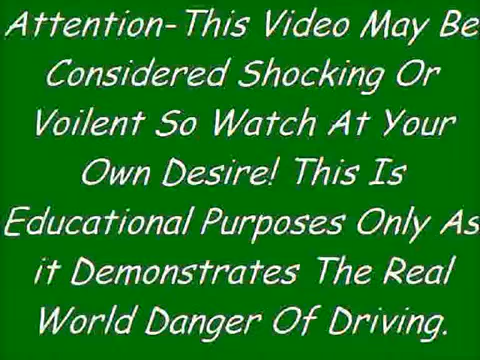 Attention-This Video May Be
Considered Shocking Or
Voilent So Watch At Your
Own Desire! This Is
Educational Purposes Only As
it Demonstrates The Real
World Danger Of Driving.